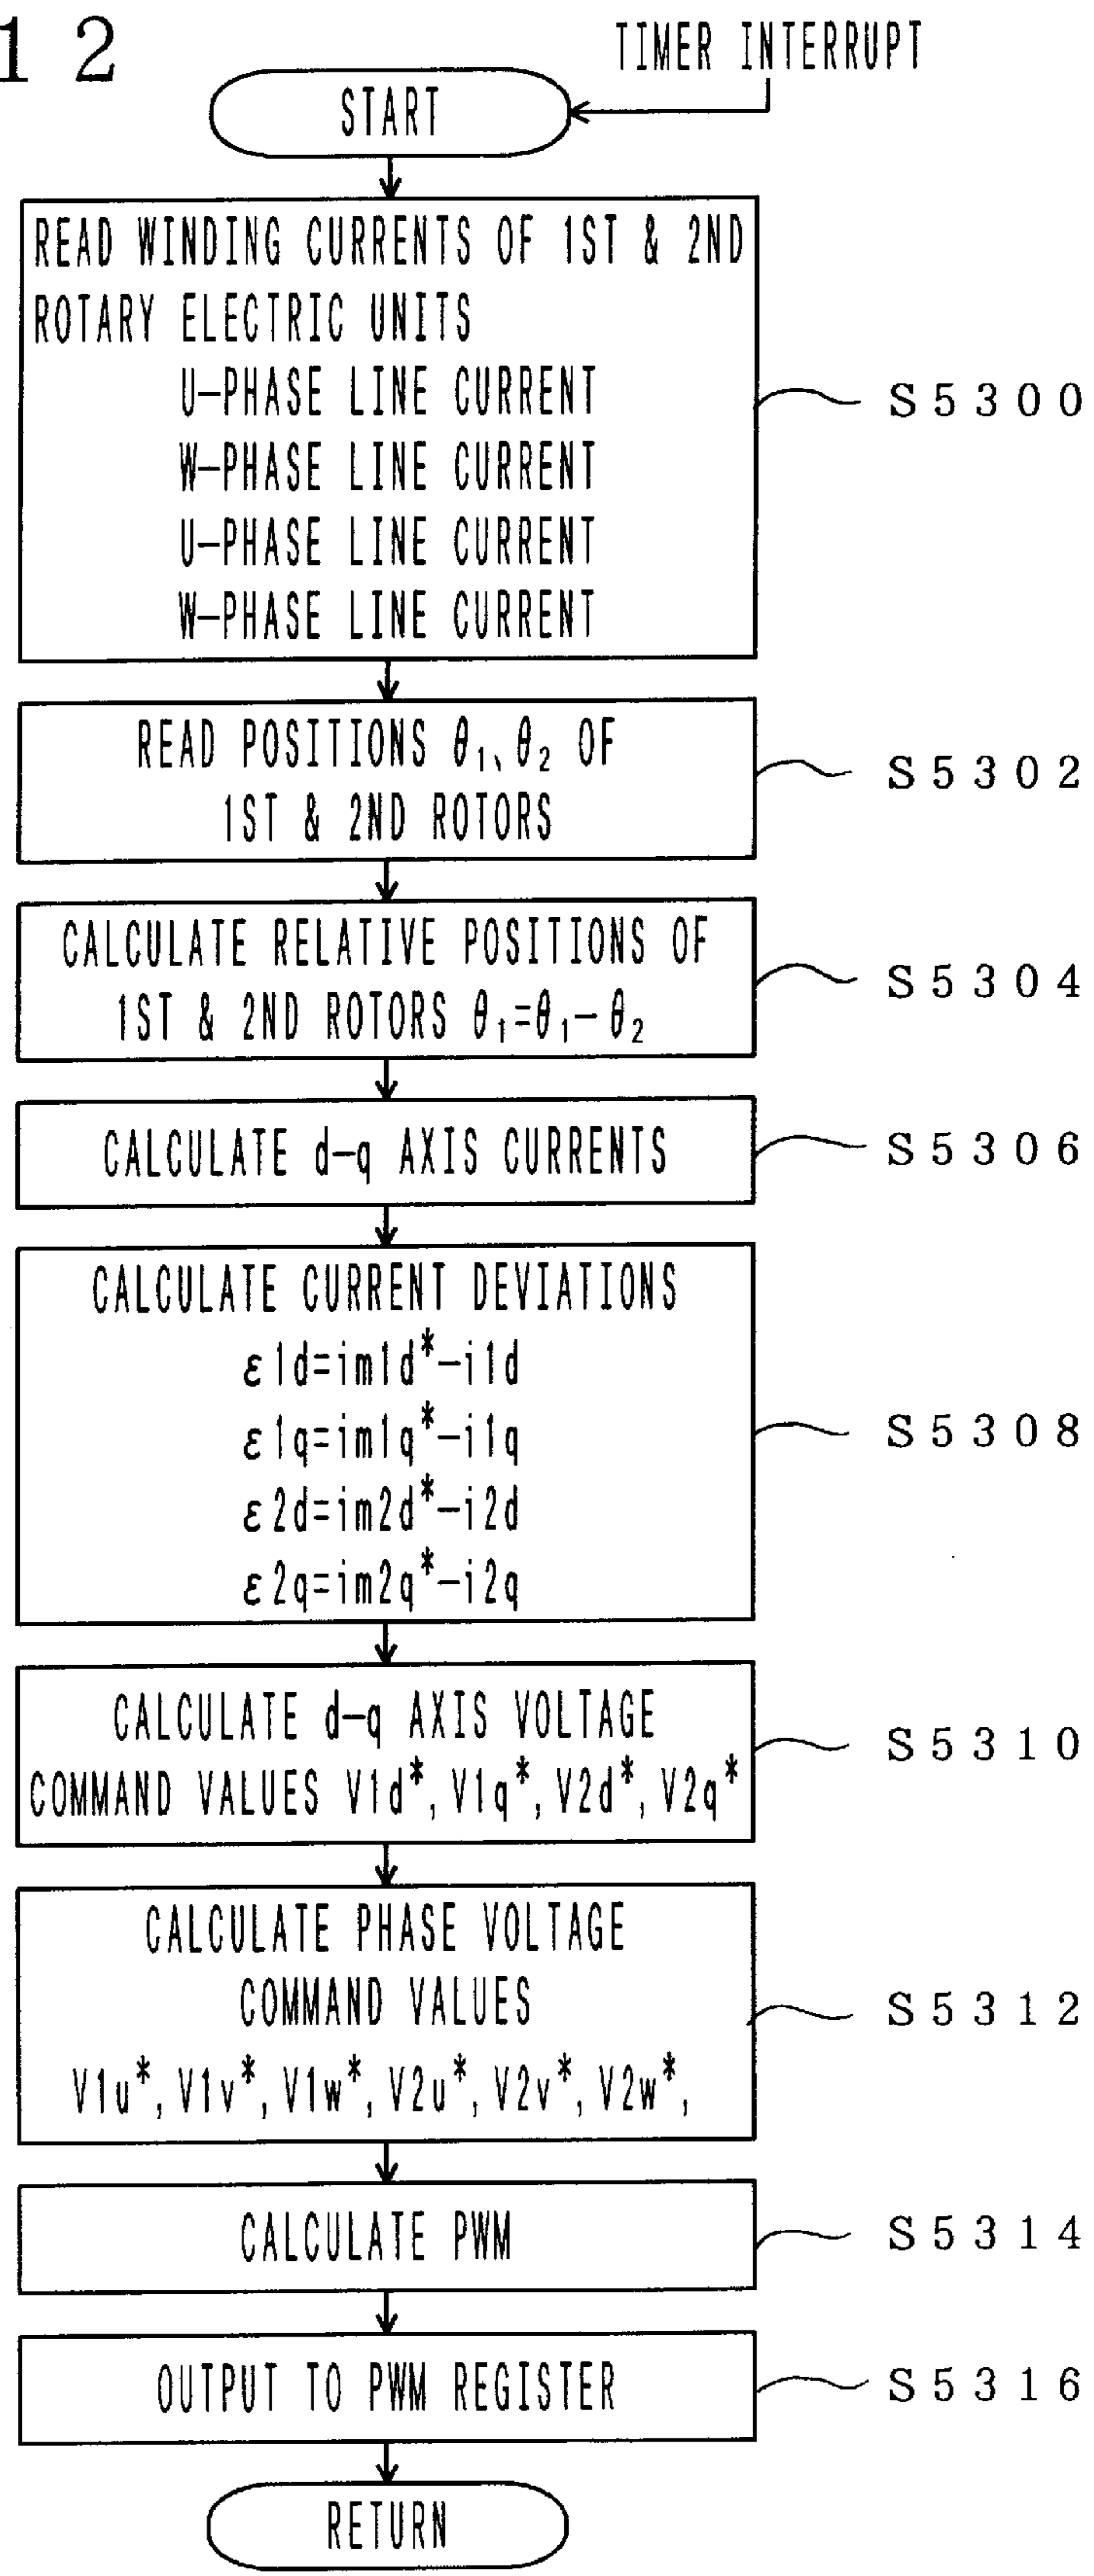 12
TIMER INTERRUPT
START
READ WINDING CURRENTS OF 1ST & 2ND
ROTARY ELECTRIC UNITS
U-PHASE LINE CURRENT
W-PHASE LINE CURRENT
U-PHASE LINE CURRENT
W-PHASE LINE CURRENT
S5300
READ POSITIONS θ₁、θ₂ OF
1ST & 2ND ROTORS
S5302
CALCULATE RELATIVE POSITIONS OF
1ST & 2ND ROTORS θ₁=θ₁-θ₂
S5304
CALCULATE d-q AXIS CURRENTS
S5306
CALCULATE CURRENT DEVIATIONS
ε1d=im1d*-i1d
ε1q=im1q*-i1q
ε2d=im2d*-i2d
ε2q=im2q*-i2q
S5308
CALCULATE d-q AXIS VOLTAGE
COMMAND VALUES V1d*, V1q*, V2d*, V2q*
S5310
CALCULATE PHASE VOLTAGE
COMMAND VALUES
V1u*, V1v*, V1w*, V2u*, V2v*, V2w*,
S5312
CALCULATE PWM
S5314
OUTPUT TO PWM REGISTER
S5316
RETURN